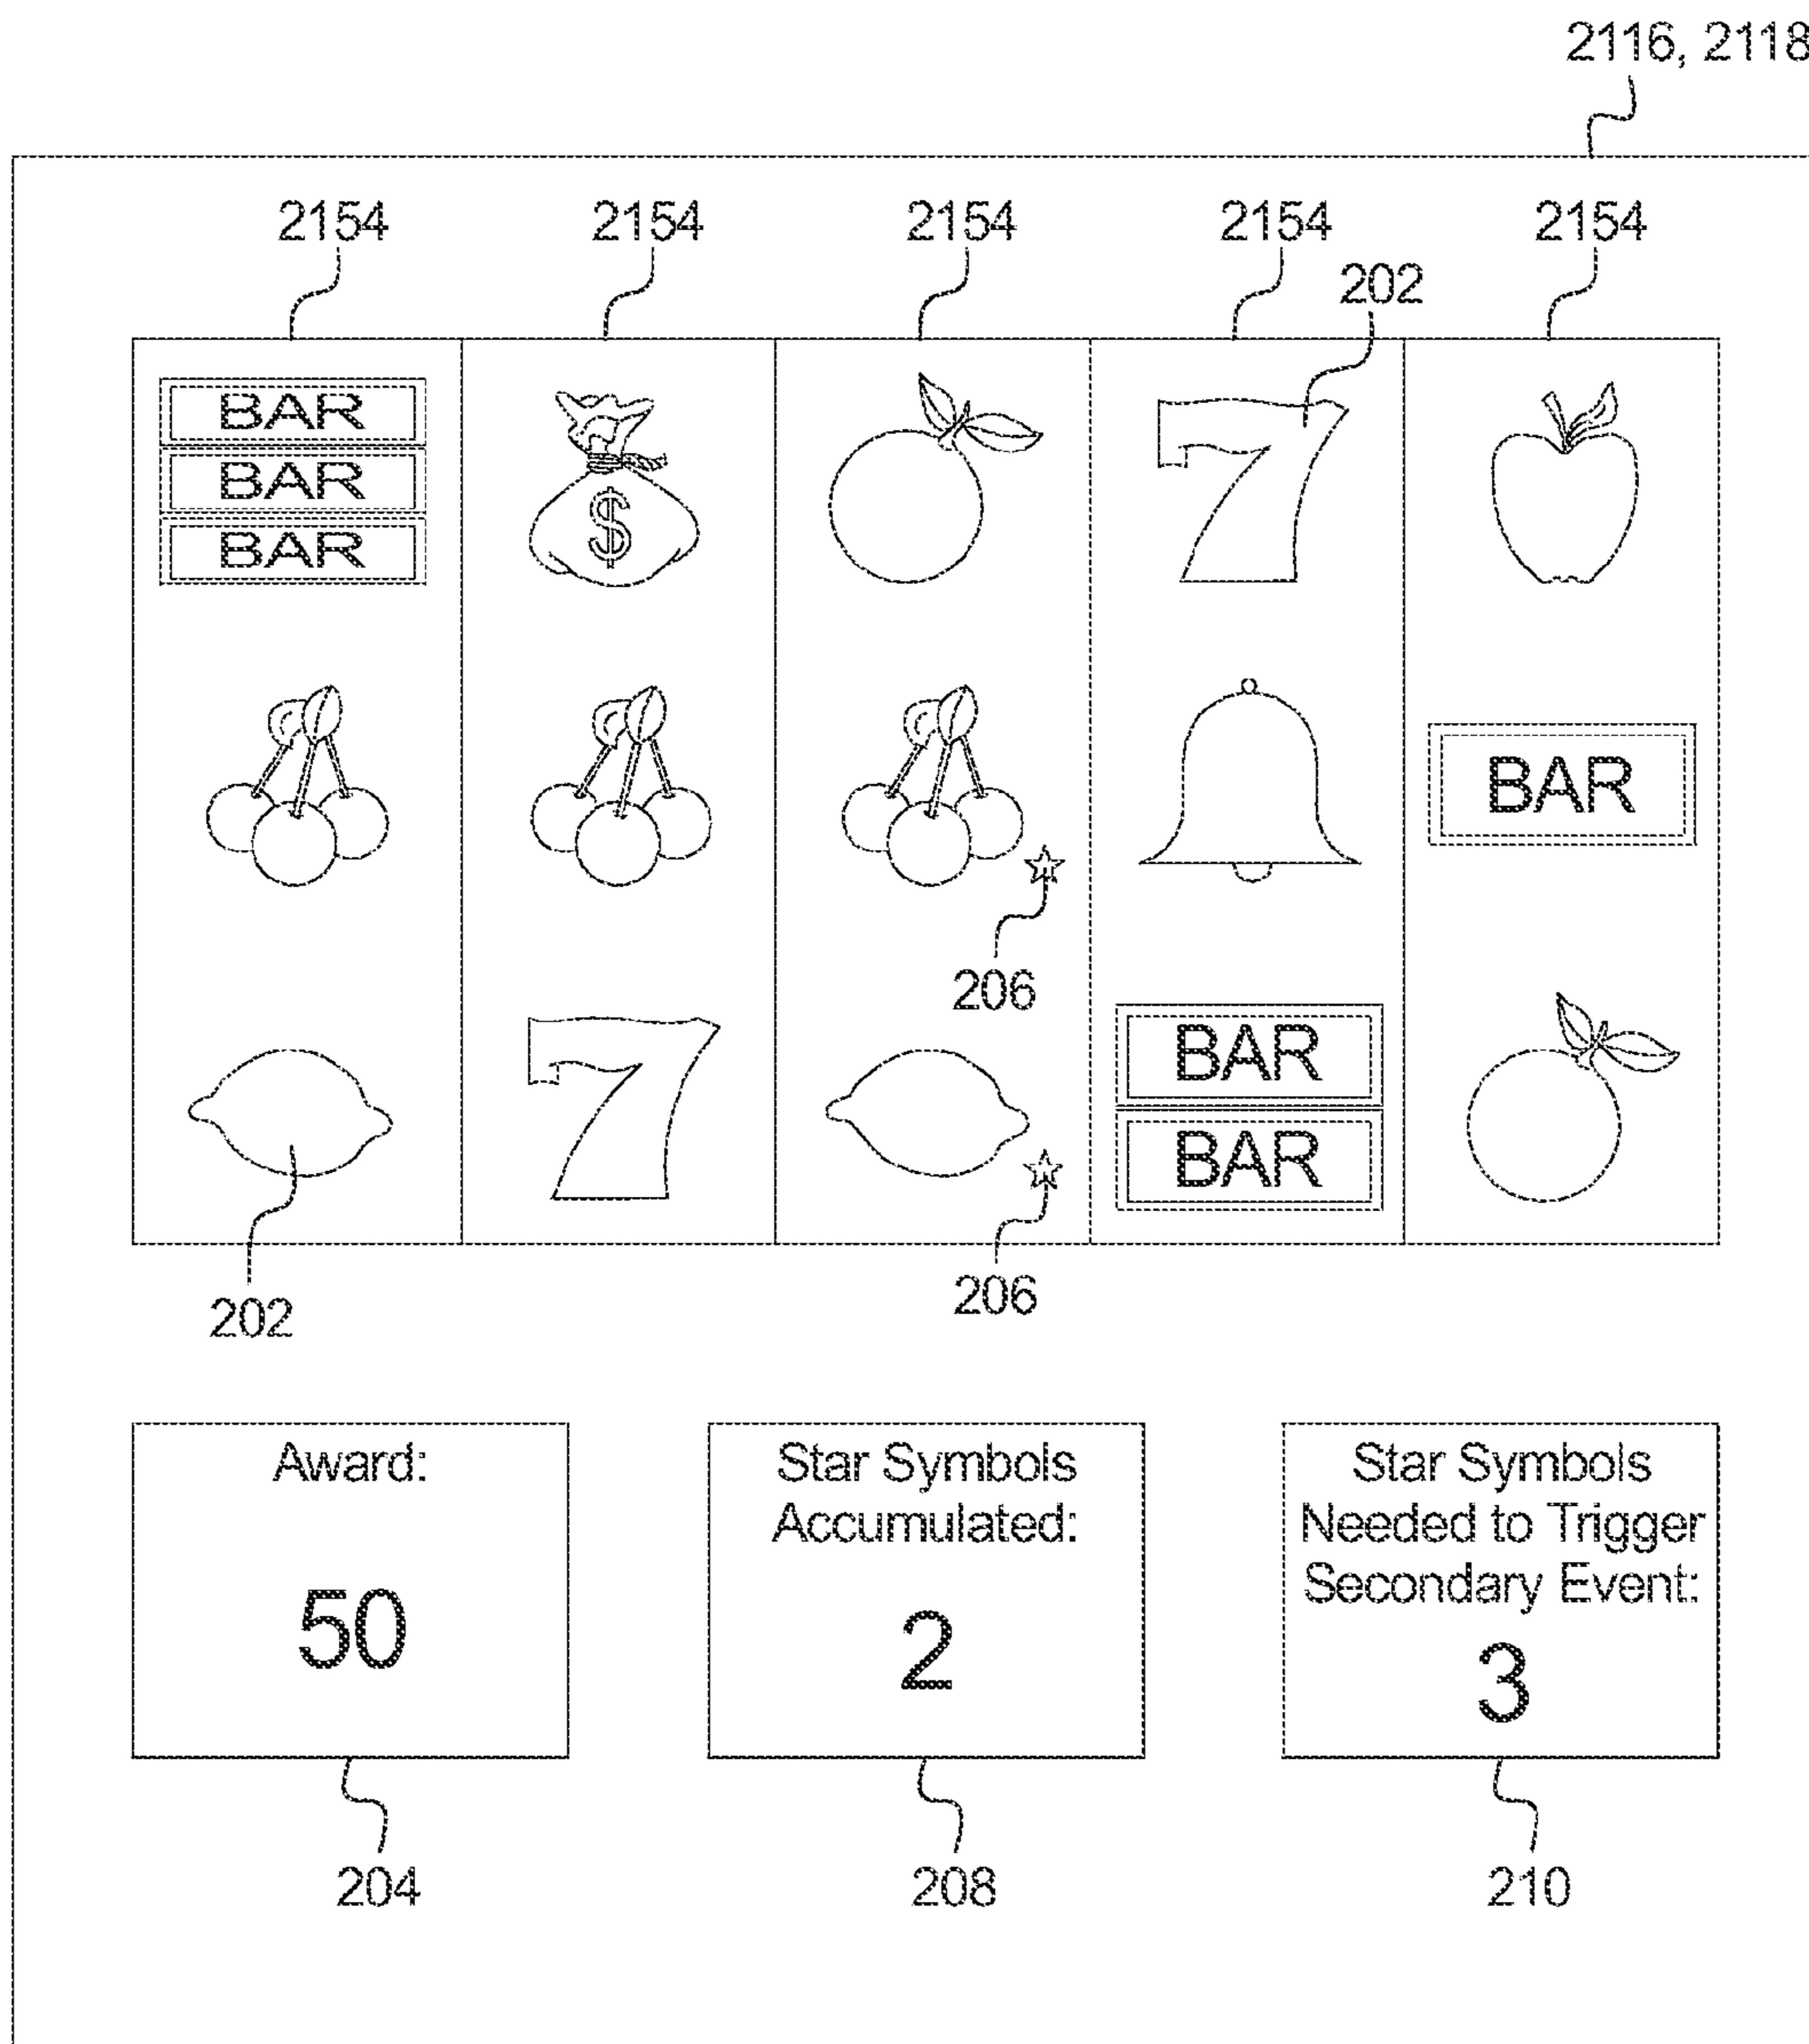 2116, 2118
2154 2154 2154 2154 2154
202
BAR
BAR
BAR
$
7
BAR
206
7
BAR
BAR
202
206
Award:
50
Star Symbols
Accumulated:
2
Star Symbols
Needed to Trigger
Secondary Event:
3
204 208 210